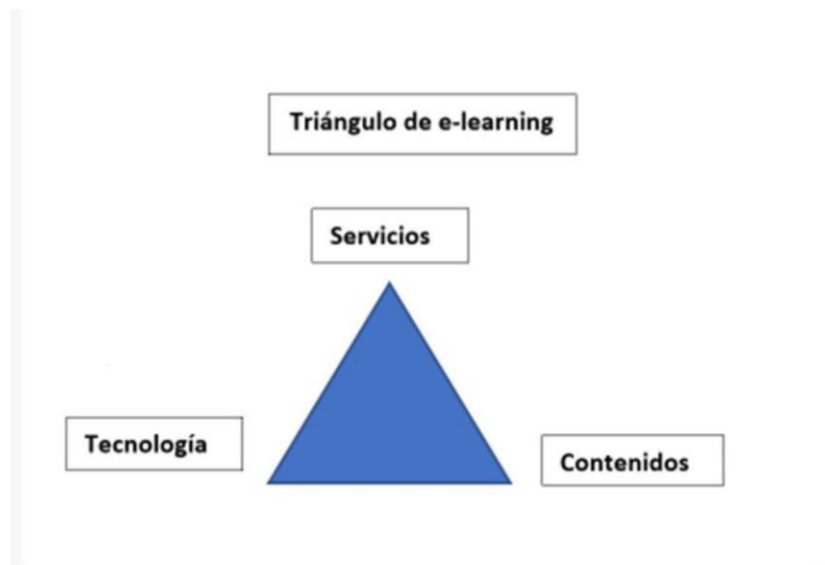 Triángulo de e-learning
Servicios
Tecnología
Contenidos